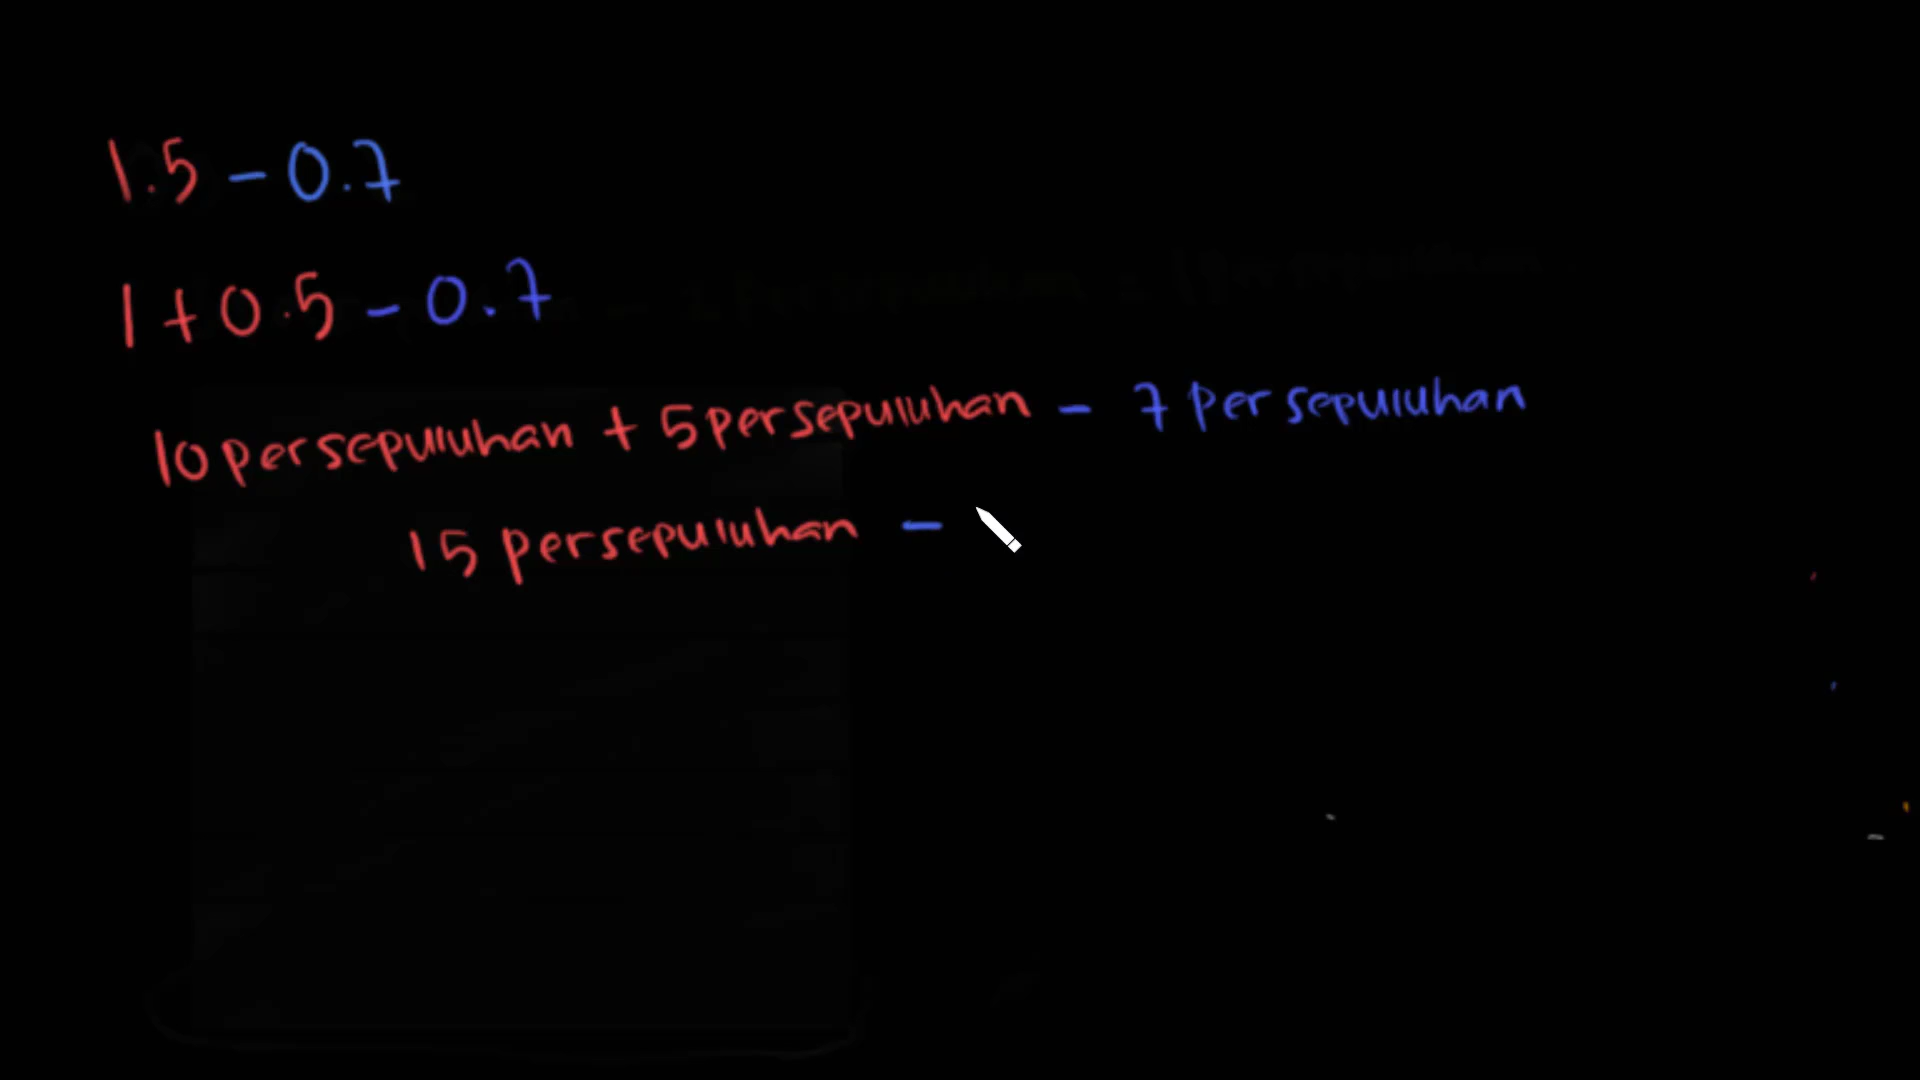 1.5 - 0.7
1 + 0.5 - 0.7
10 persepuluhan + 5 persepuluhan - 7 persepuluhan
15 persepuluhan -